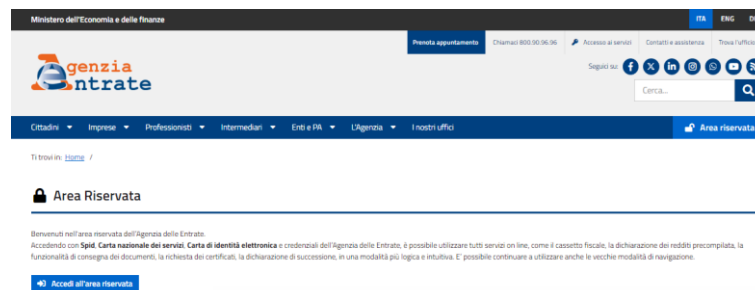 Ministero dell'Economia e delle finanze
ITA ENG
Prenota appuntamento Chiamaci 800.90.96.96 Accesso ai servizi Contatti e assistenza Trova l'ufficio
Agenzia
Entrate
Seguici su:
Cerca...
Cittadini Imprese Professionisti Intermediari Enti e PA L'Agenzia I nostri uffici Area riservata
Ti trovi in: Home /
Area Riservata
Benvenuti nell'area riservata dell'Agenzia delle Entrate.
Accedendo con Spid, Carta nazionale dei servizi, Carta di identità elettronica e credenziali dell'Agenzia delle Entrate, è possibile utilizzare tutti servizi on line, come il cassetto fiscale, la dichiarazione dei redditi precompilata, la
funzionalità di consegna dei documenti, la richiesta dei certificati, la dichiarazione di successione, in una modalità più logica e intuitiva. E' possibile continuare a utilizzare anche le vecchie modalità di navigazione.
Accedi all'area riservata